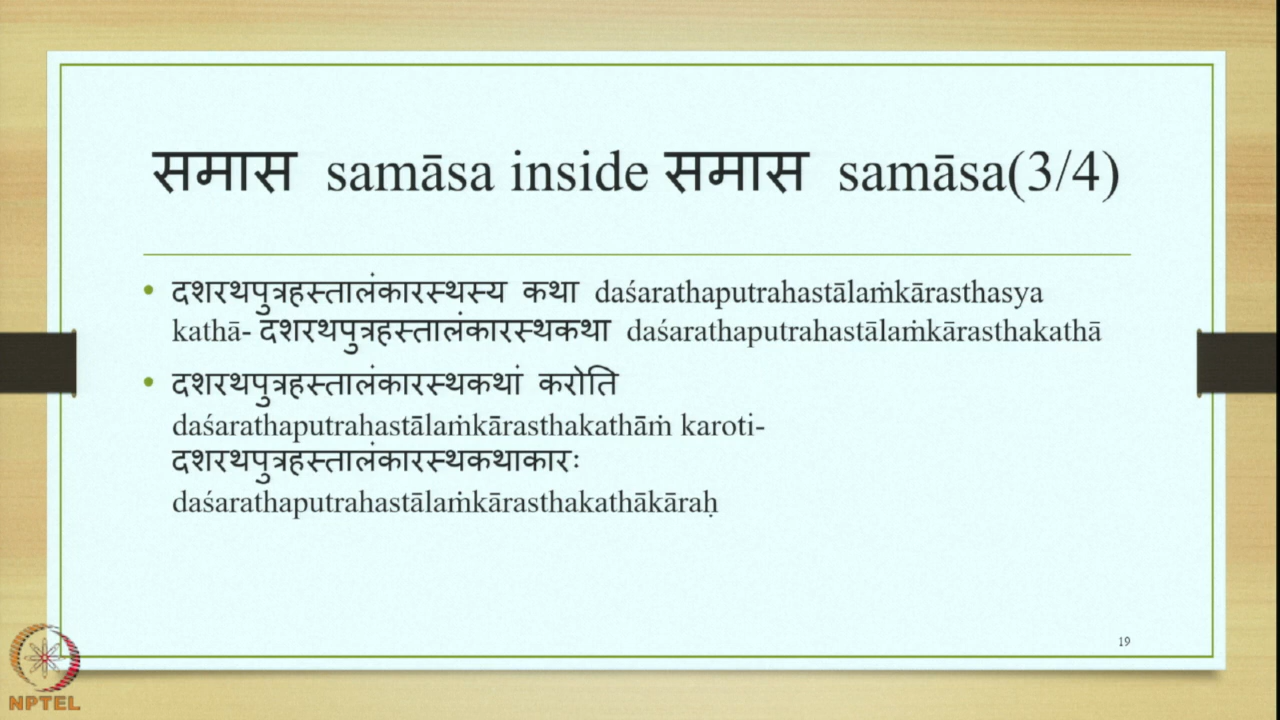 समास samāsa inside समास samāsa(3/4)
• दशरथपुत्रहस्तालंकारस्थस्य कथा daśarathaputrahastālaṁkārasthasya
kathā- दशरथपुत्रहस्तालंकारस्थकथा daśarathaputrahastālaṁkārasthakathā
• दशरथपुत्रहस्तालंकारस्थकथां करोति
daśarathaputrahastālaṁkārasthakathāṁ karoti-
दशरथपुत्रहस्तालंकारस्थकथाकारः
daśarathaputrahastālaṁkārasthakathākāraḥ
19
NPTEL